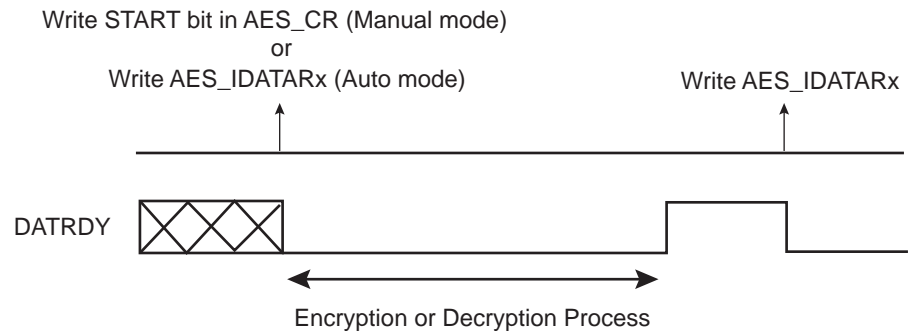 Write START bit in AES_CR (Manual mode)
or
Write AES_IDATARx (Auto mode)
Write AES_IDATARx
DATRDY
Encryption or Decryption Process